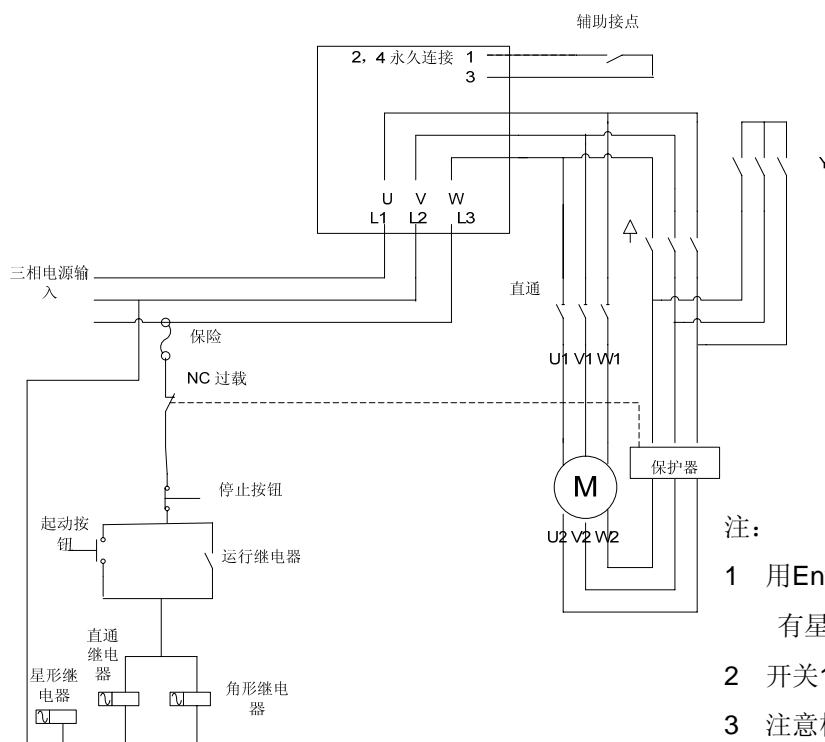 辅助接点
2，4 永久连接 1
3
U V W
L1 L2 L3
三相电源输
入
保险
直通
Y
NC 过载
U1 V1 W1
保护器
M
停止按钮
U2 V2 W2
起动按
钮
运行继电器
直通
继电
器
星形继
电器
角形继电
器
注：
1 用En
有星
2 开关
3 注意